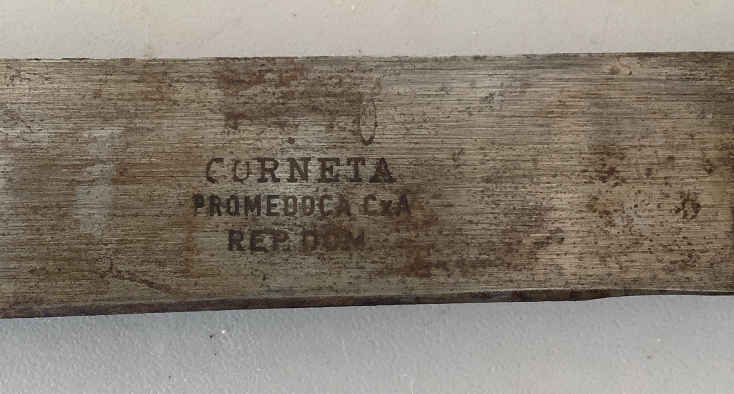 CORNETA
PROMEDOCA CxA
REP. DOM.